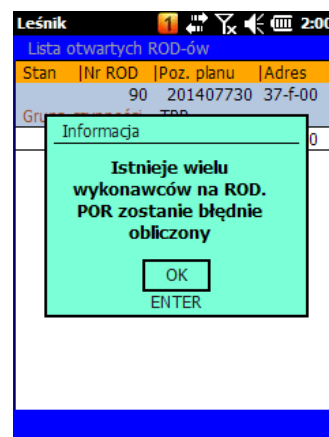 Leśnik 1 2:00
Lista otwartych ROD-ów
Stan |Nr ROD |Poz. planu |Adres
90 201407730 37-f-00
Informacja
Istnieje wielu
wykonawców na ROD.
POR zostanie błędnie
obliczony
OK
ENTER